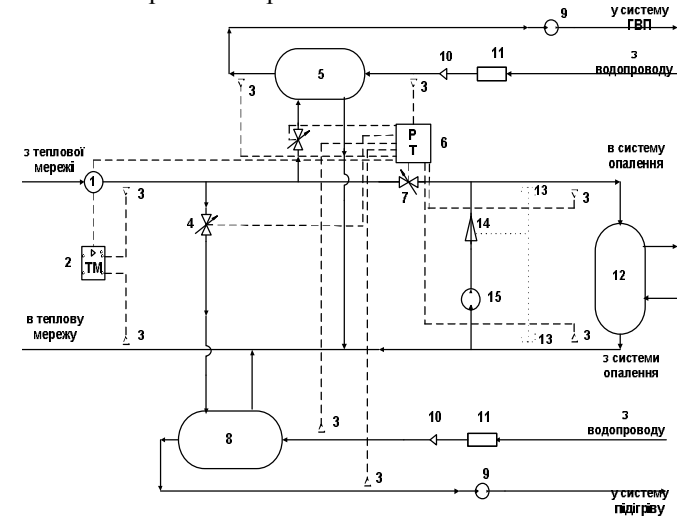 у систему
ГВП
9
з
водопроводу
10
11
5
3
3
6
Р
Т
з теплової
мережі
1
в систему
опалення
3
7
13
3
14
4
2
ТМ
12
15
в теплову
мережу
3
13
3
з системи
опалення
3
10
11
з
водопроводу
8
3
9
у систему
підігріву